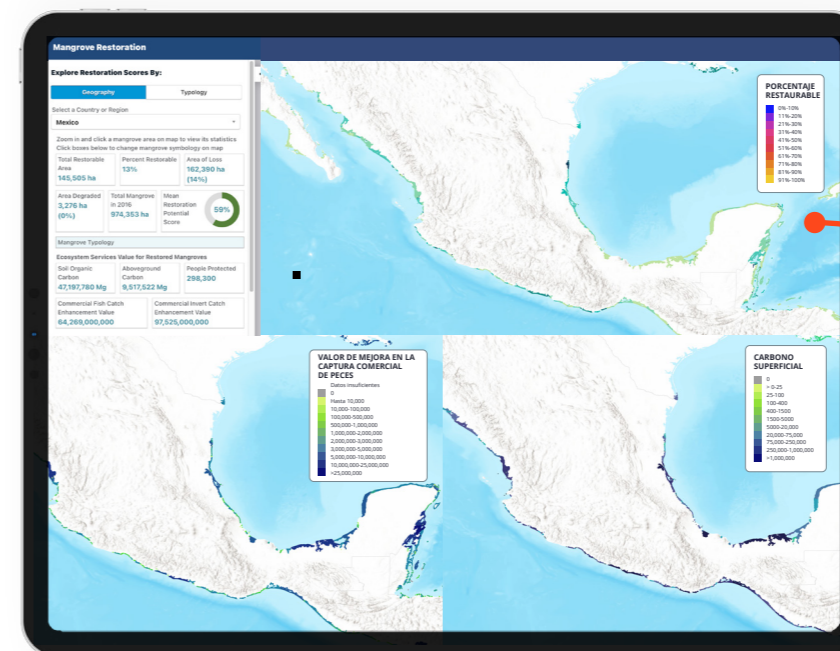 Mangrove Restoration
Explore Restoration Scores By:
Geography
Typology
Select a Country or Region
Mexico
Zoom in and click a mangrove area on map to view its statistics
Click boxes below to change mangrove symbology on map
Total Restorable
Area
145,505 ha
Percent Restorable
13%
Area of Loss
162,390 ha
(14%)
Area Degraded
3,276 ha
(0%)
Total Mangrove
in 2016
974,353 ha
Mean
Restoration
Potential
Score
59%
Mangrove Typology
Ecosystem Services Value for Restored Mangroves
Soil Organic
Carbon
47,197,780 Mg
Aboveground
Carbon
9,517,522 Mg
People Protected
298,300
Commercial Fish Catch
Enhancement Value
64,269,000,000
Commercial Invert Catch
Enhancement Value
97,525,000,000
PORCENTAJE
RESTAURABLE
0%-10%
11%-20%
21%-30%
31%-40%
41%-50%
51%-60%
61%-70%
71%-80%
81%-90%
91%-100%
VALOR DE MEJORA EN LA
CAPTURA COMERCIAL
DE PECES
Datos insuficientes
0
Hasta 10,000
10,000-100,000
100,000-500,000
500,000-1,000,000
1,000,000-2,000,000
2,000,000-3,000,000
3,000,000-5,000,000
5,000,000-10,000,000
10,000,000-25,000,000
>25,000,000
CARBONO
SUPERFICIAL
0
> 0-25
25-100
100-400
400-1500
1500-5000
5000-20,000
20,000-75,000
75,000-250,000
250,000-1,000,000
>1,000,000